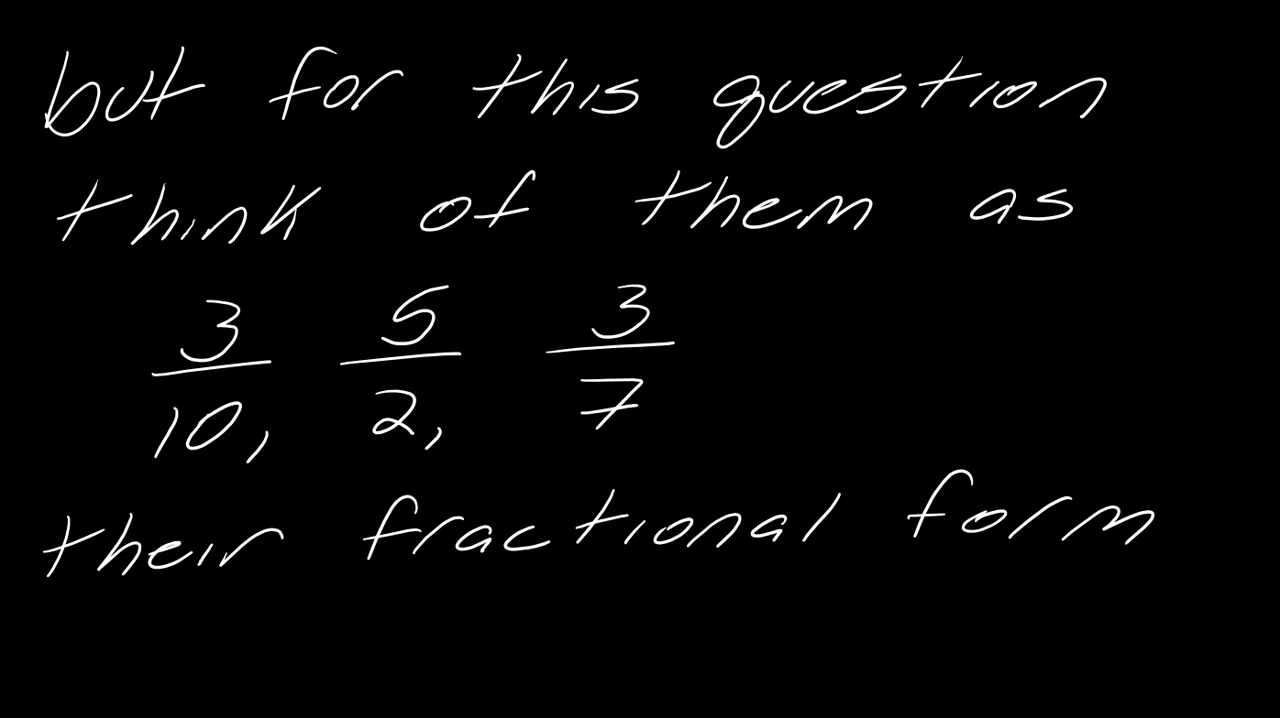 but for this question
think of them as
3/10, 5/2, 3/7
their fractional form